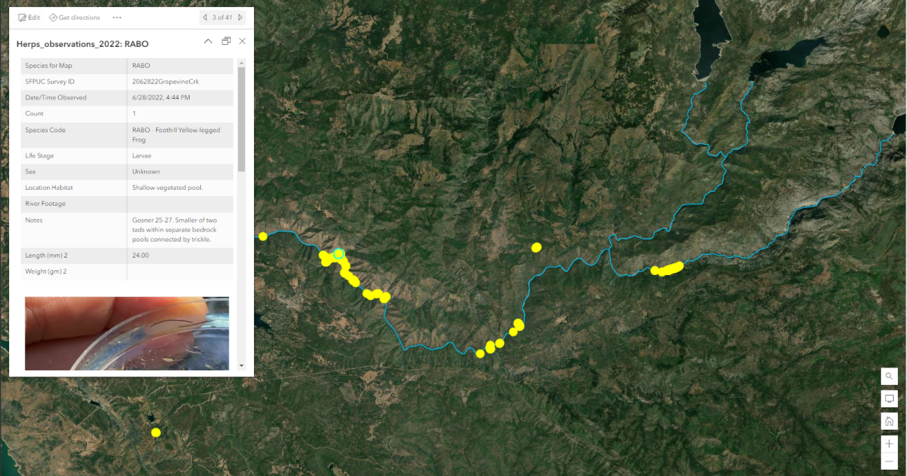 Edit Get directions ... 3 of 41
Herps_observations_2022: RABO
Species for Map RABO
SFPUC Survey ID 2062822GrapevineCrk
Date/Time Observed 6/28/2022, 4:44 PM
Count 1
Species Code RABO - Foothill Yellow-legged
Frog
Life Stage Larvae
Sex Unknown
Location Habitat Shallow vegetated pool.
River Footage
Notes Gosner 25-27. Smaller of two
tads within separate bedrock
pools connected by trickle.
Length (mm) 2 24.00
Weight (gm) 2